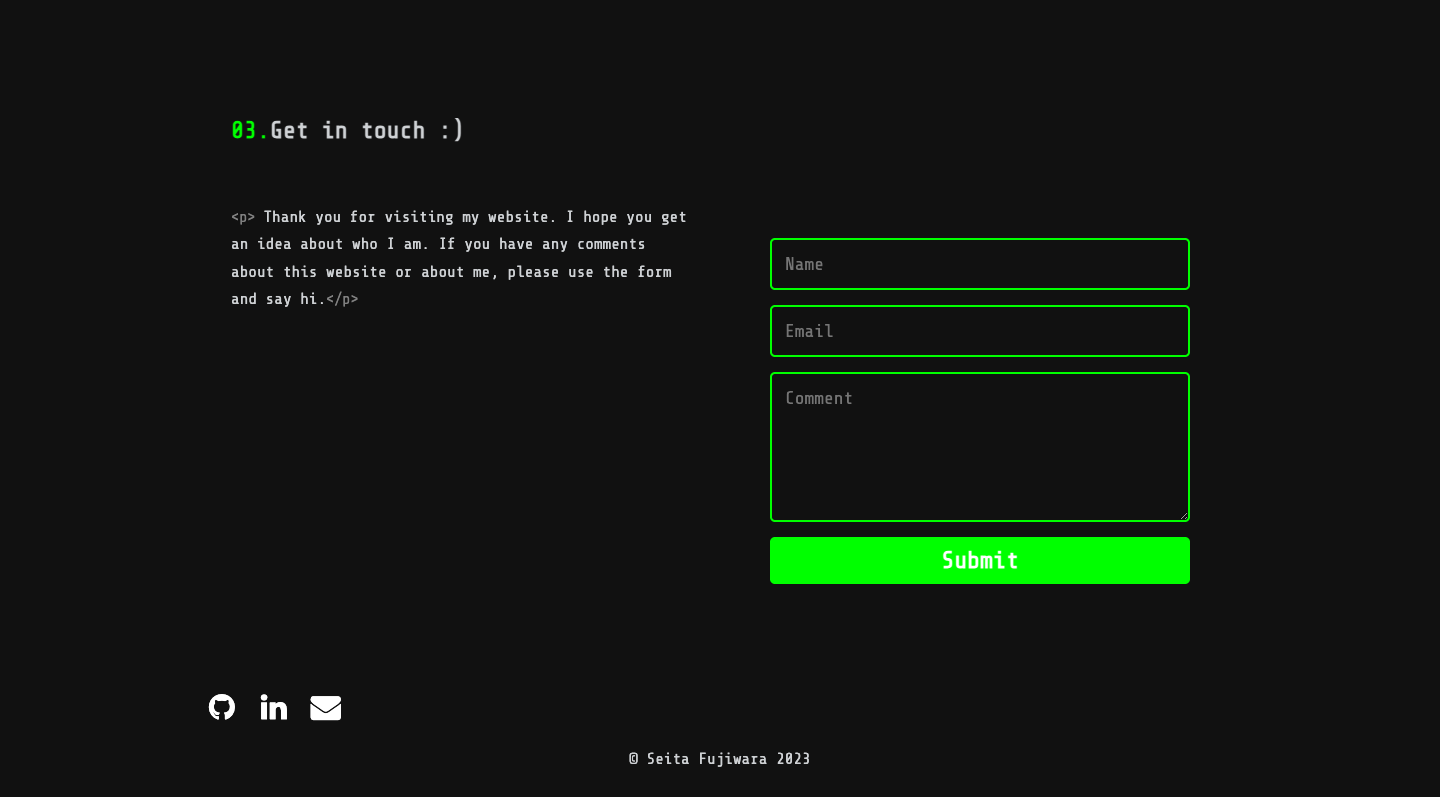 03.Get in touch :)
<p> Thank you for visiting my website. I hope you get
an idea about who I am. If you have any comments
about this website or about me, please use the form
and say hi.</p>
Name
Email
Comment
Submit
© Seita Fujiwara 2023